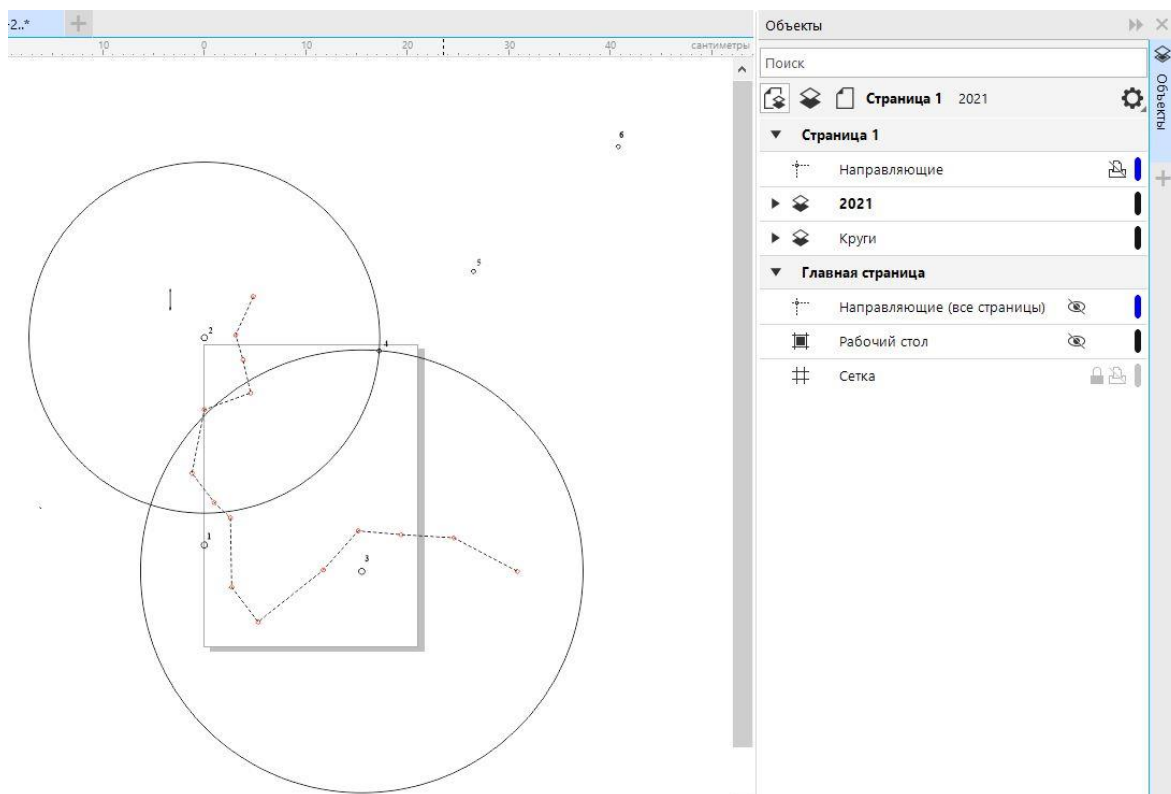 -2..*
10 0 10 20 30 40 сантиметры
6
5
2
4
1
3
Объекты
Поиск
Страница 1 2021
Страница 1
Направляющие
2021
Круги
Главная страница
Направляющие (все страницы)
Рабочий стол
Сетка
Объекты